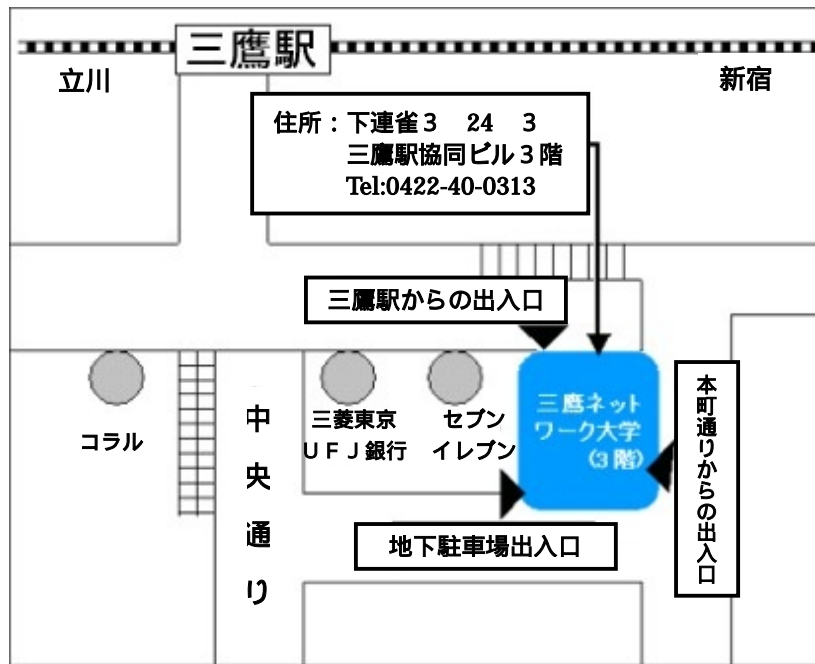 三鷹駅
立川
新宿
住所：下連雀３　24　３
三鷹駅協同ビル３階
Tel:0422-40-0313
三鷹駅からの出入口
コラル
中央通り
三菱東京
ＵＦＪ銀行
セブン
イレブン
三鷹ネット
ワーク大学
(３階)
本町通りからの出入口
地下駐車場出入口